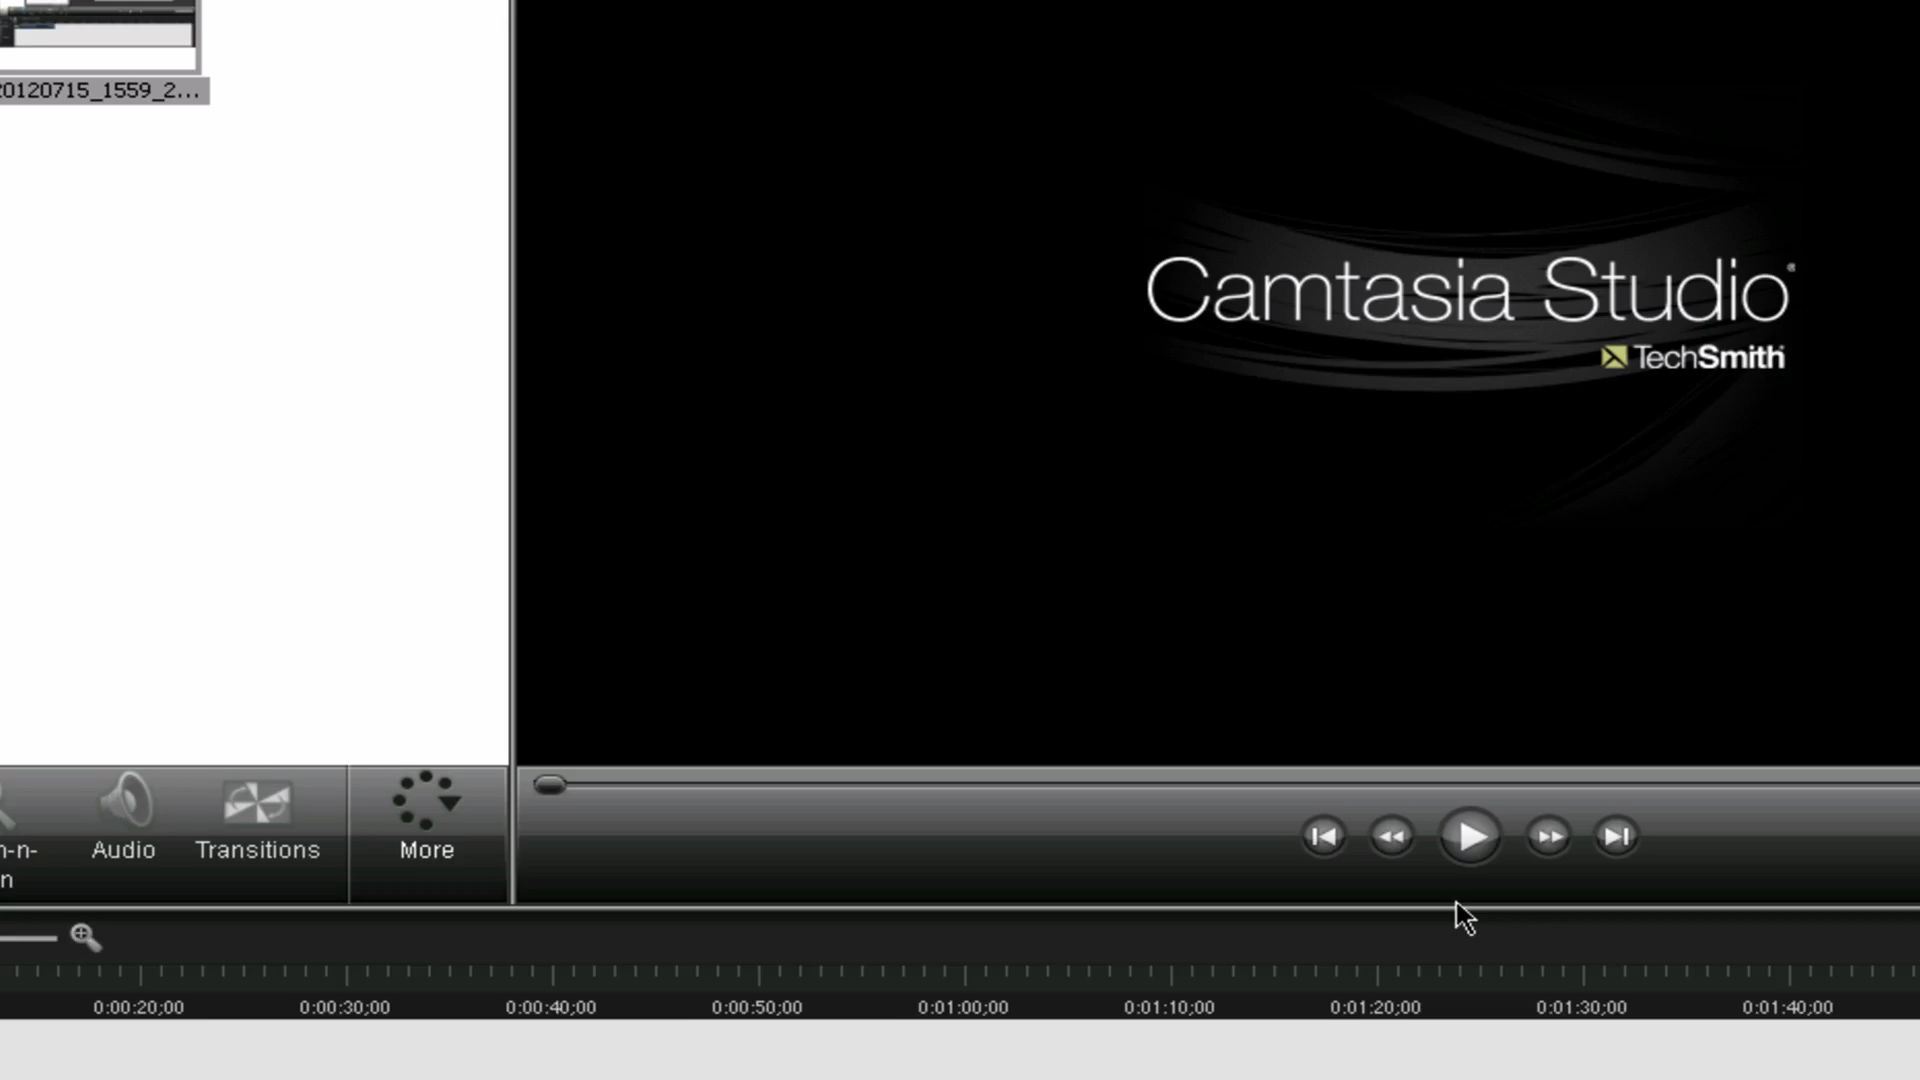 20120715_1559_2...
Camtasia Studio®
TechSmith
-n-
n
Audio
Transitions
More
0:00:20;00 0:00:30;00 0:00:40;00 0:00:50;00 0:01:00;00 0:01:10;00 0:01:20;00 0:01:30;00 0:01:40;00